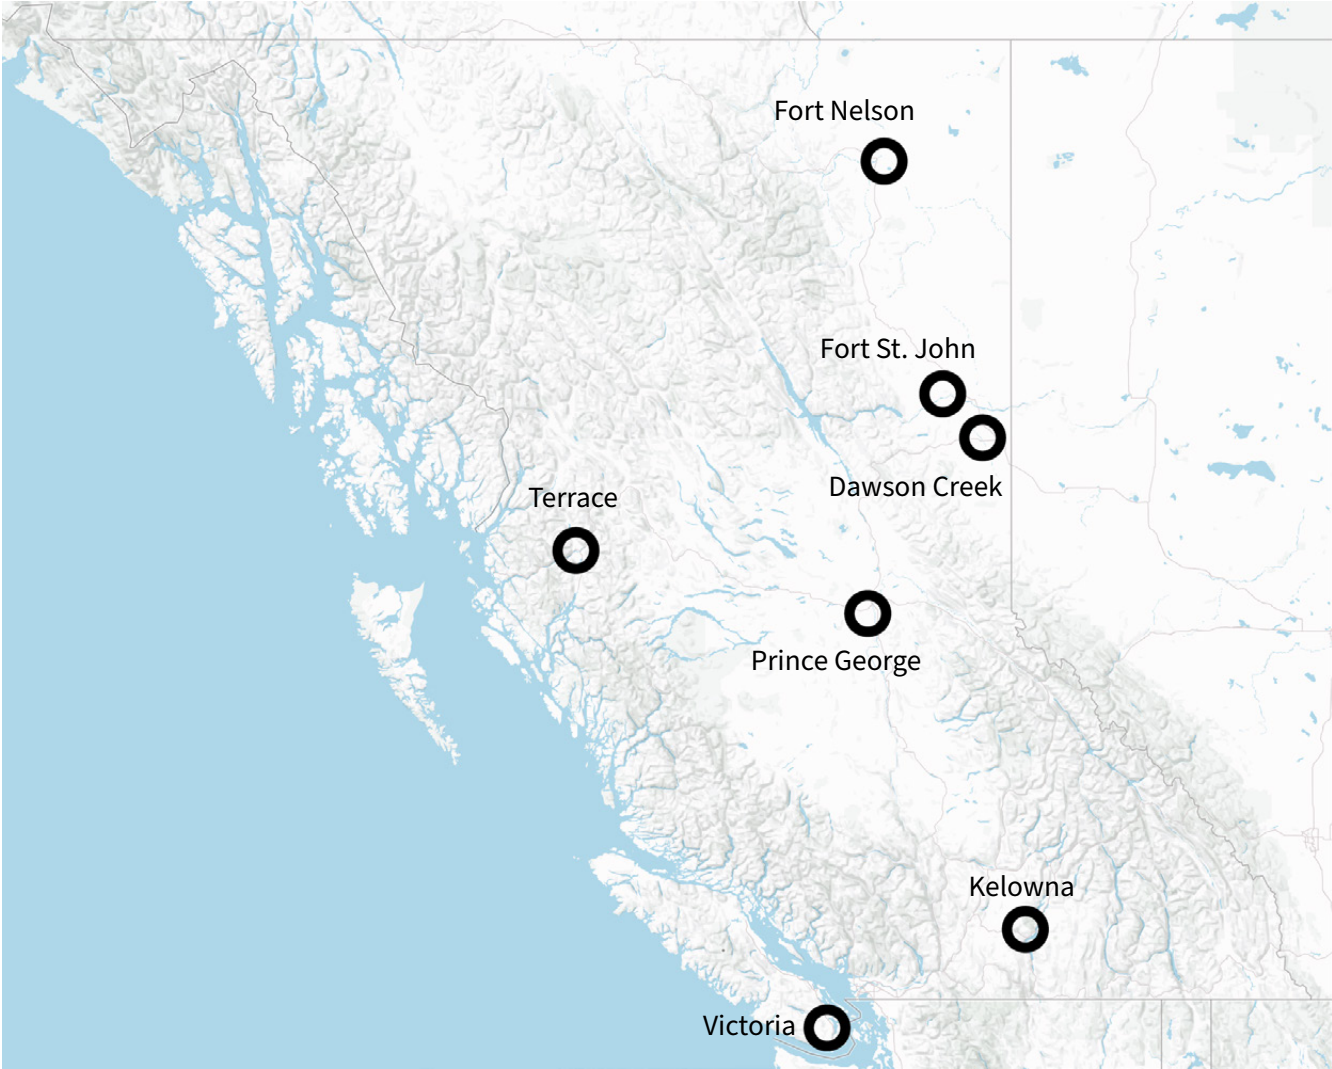 Fort Nelson
Fort St. John
Dawson Creek
Terrace
Prince George
Kelowna
Victoria